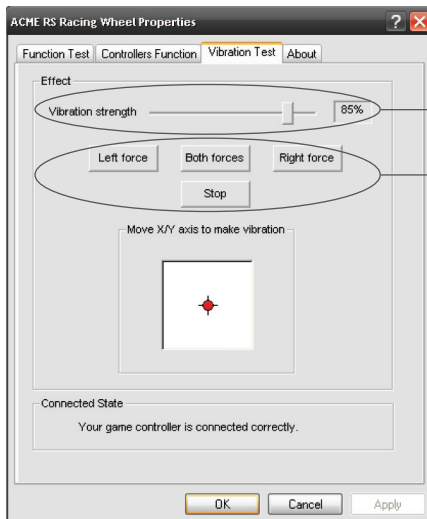 ACME RS Racing Wheel Properties
Function Test Controllers Function Vibration Test About
Effect
Vibration strength 85%
Left force Both forces Right force
Stop
Move X/Y axis to make vibration
Connected State
Your game controller is connected correctly.
OK Cancel Apply